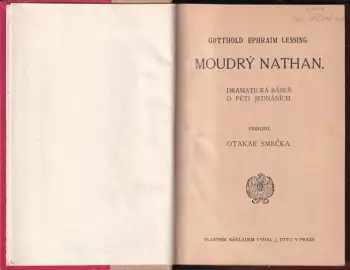 GOTTHOLD EPHRAIM LESSING:
MOUDRÝ NATHAN.
DRAMATICKÁ BÁSEŇ
O PĚTI JEDNÁNÍCH.
PŘELOŽIL
OTAKAR SMRČKA.
VLASTNÍM NÁKLADEM VYDAL J. OTTO V PRAZE